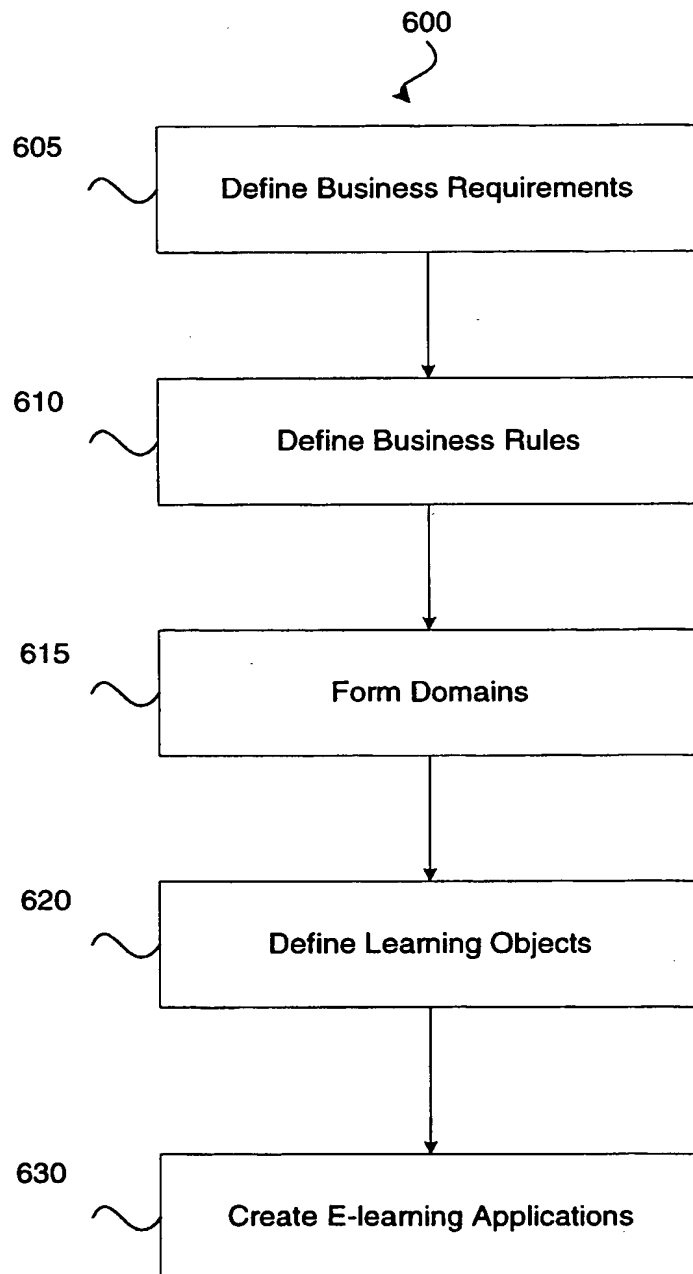 600
605
Define Business Requirements
610
Define Business Rules
615
Form Domains
620
Define Learning Objects
630
Create E-learning Applications